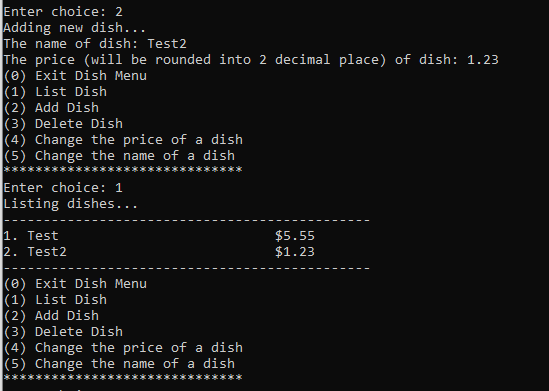 Enter choice: 2
Adding new dish...
The name of dish: Test2
The price (will be rounded into 2 decimal place) of dish: 1.23
(0) Exit Dish Menu
(1) List Dish
(2) Add Dish
(3) Delete Dish
(4) Change the price of a dish
(5) Change the name of a dish
******************************
Enter choice: 1
Listing dishes...
----------------------------------------------
1. Test                           $5.55
2. Test2                          $1.23
----------------------------------------------
(0) Exit Dish Menu
(1) List Dish
(2) Add Dish
(3) Delete Dish
(4) Change the price of a dish
(5) Change the name of a dish
******************************